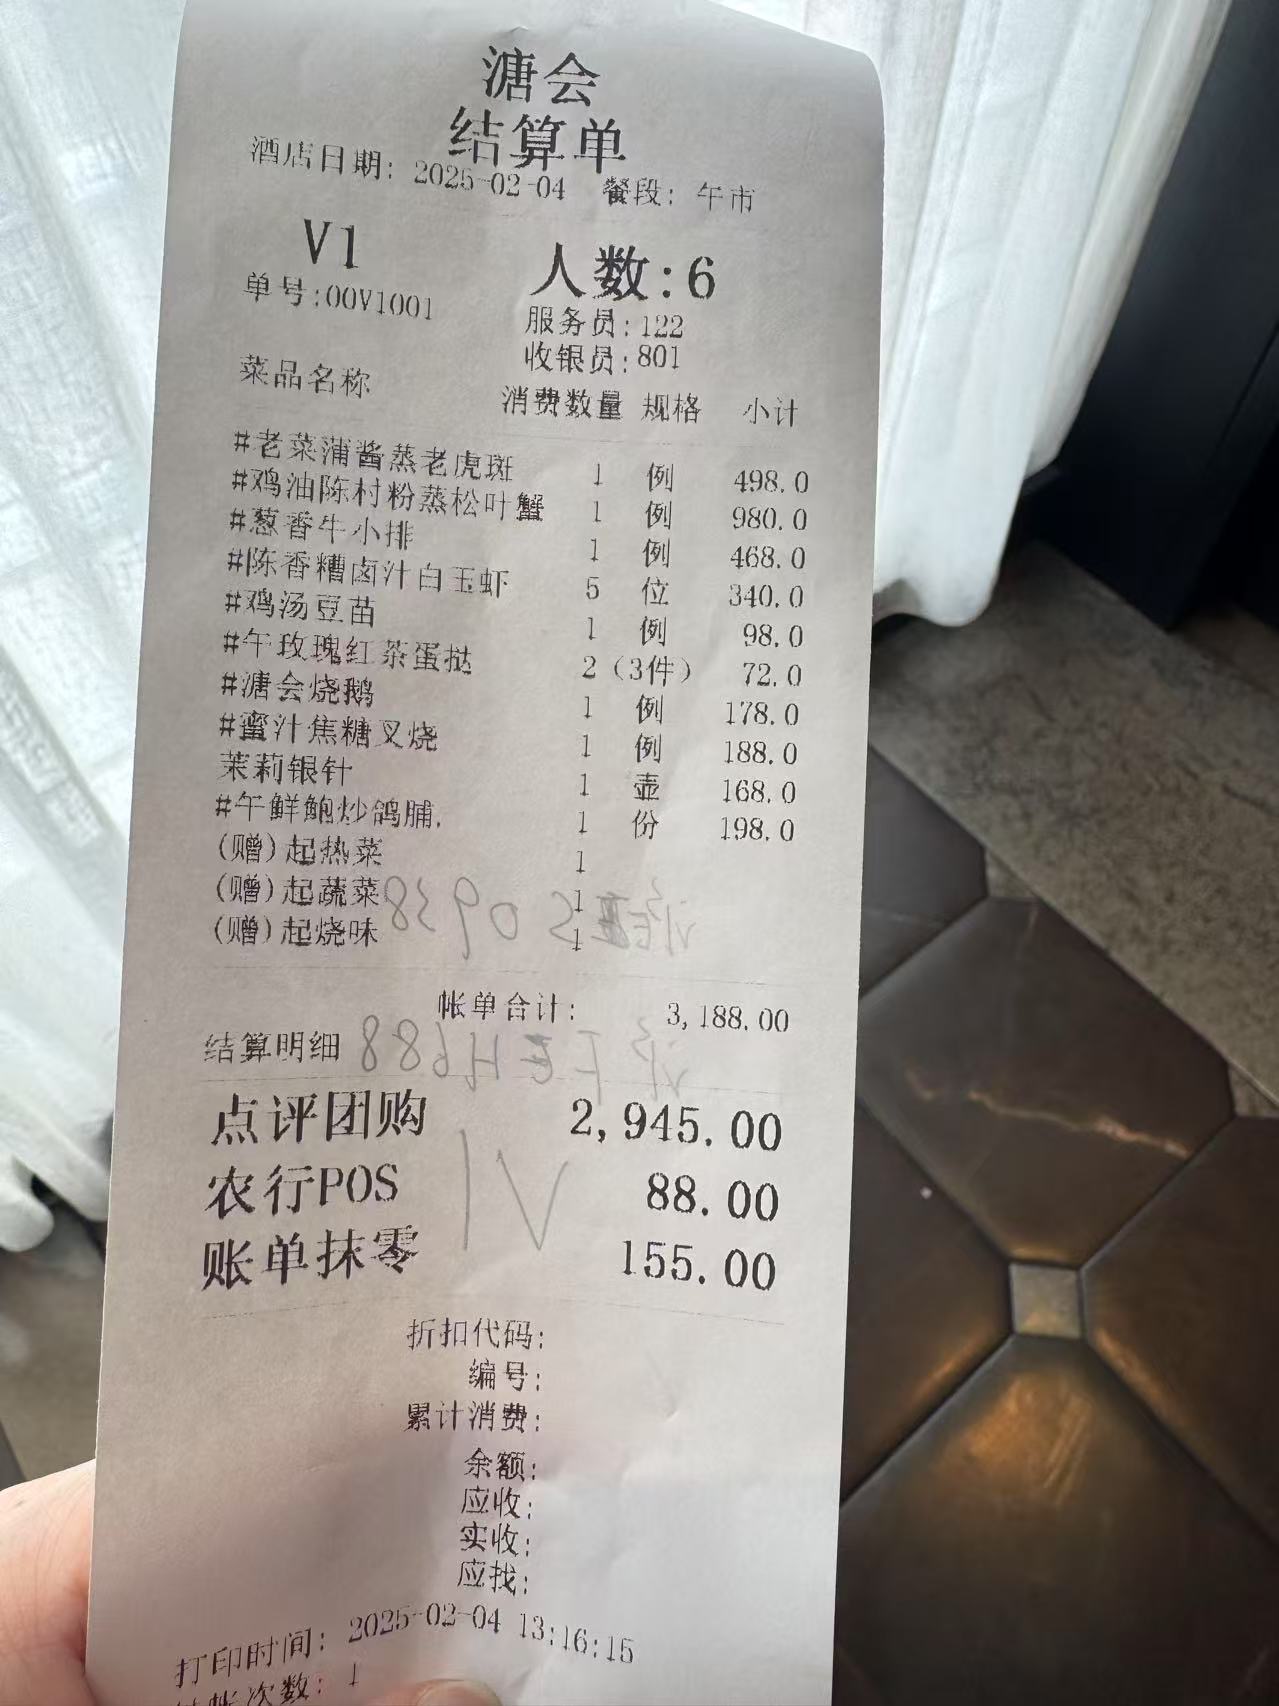 溏会
结算单
酒店日期: 2025-02-04 餐段: 午市
V1 人数:6
单号:00V1001
服务员:122
收银员:801
菜品名称 消费数量 规格 小计
#老菜蒲酱蒸老虎斑 1 例 498.0
#鸡油陈村粉蒸松叶蟹 1 例 980.0
#葱香牛小排 1 例 468.0
#陈香糟卤汁白玉虾 5 位 340.0
#鸡汤豆苗 1 例 98.0
#午玫瑰红茶蛋挞 2 (3件) 72.0
#溏会烧鹅 1 例 178.0
#蜜汁焦糖叉烧 1 例 188.0
茉莉银针 1 壶 168.0
#午鲜鲍炒鸽脯. 1 份 198.0
(赠)起热菜 1
(赠)起蔬菜 1
(赠)起烧味 1
帐单合计: 3,188.00
结算明细
点评团购 2,945.00
农行POS 88.00
账单抹零 155.00
V1
折扣代码:
编号:
累计消费:
余额:
应收:
实收:
应找:
打印时间: 2025-02-04 13:16:15
帐次数: 1